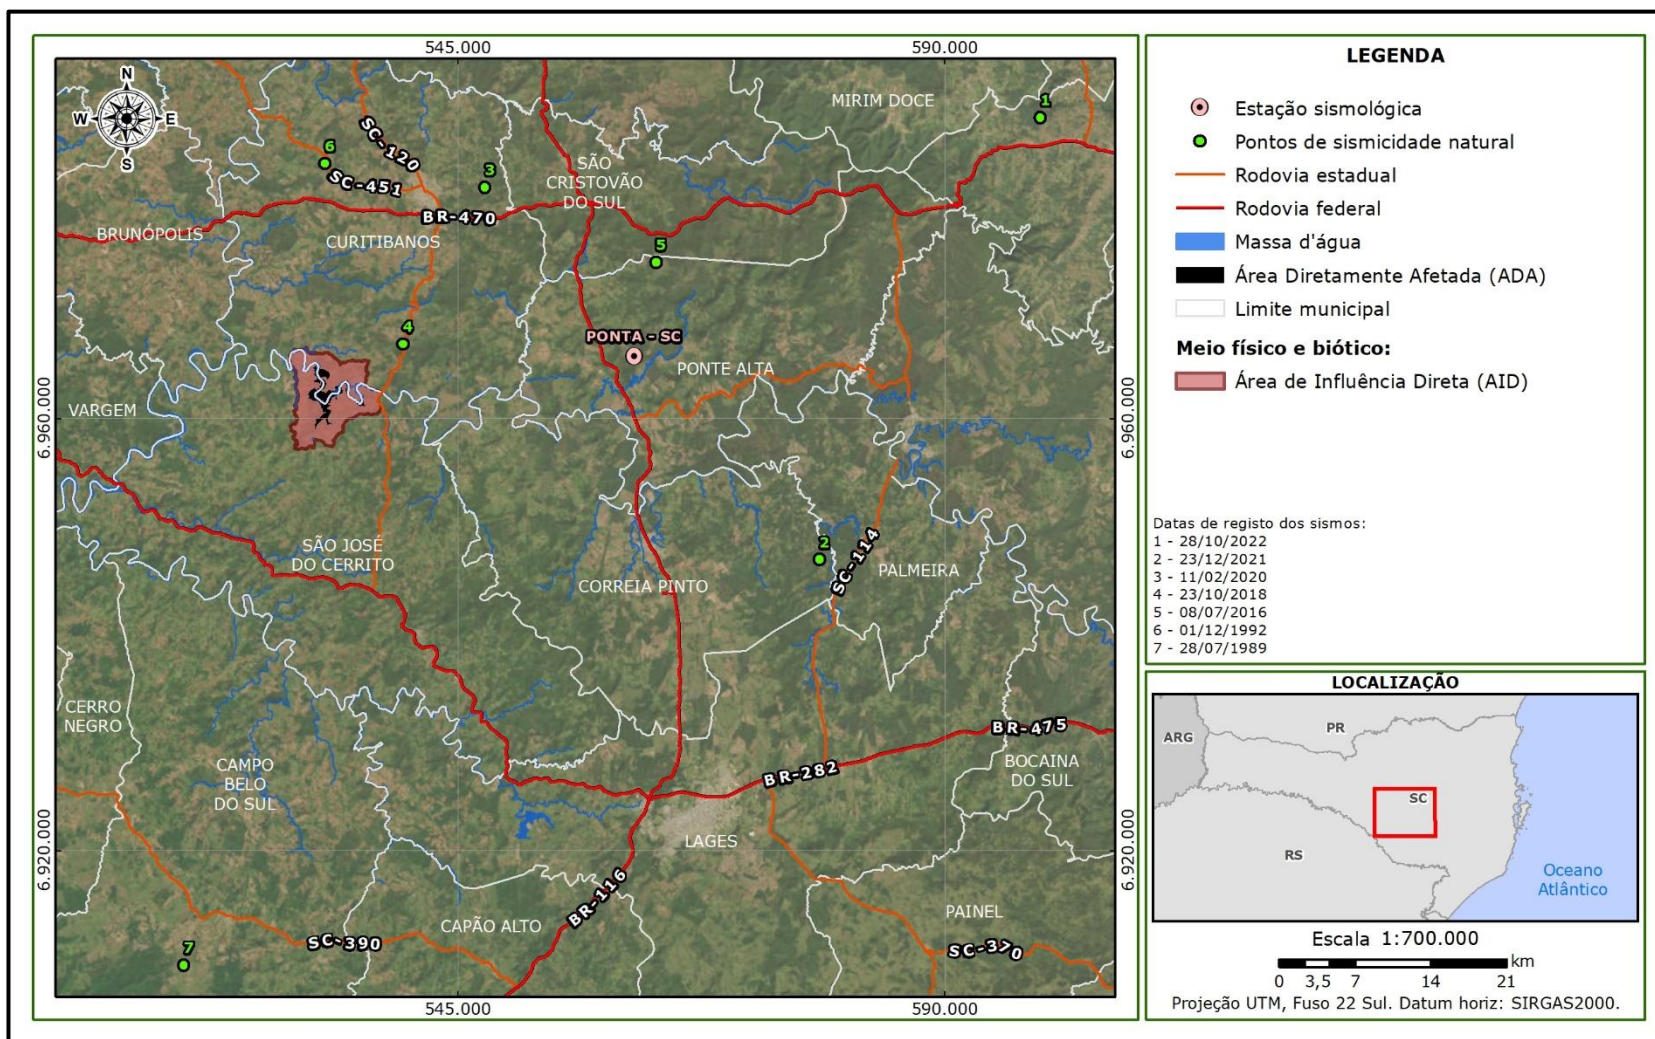 545.000
590.000
N
W
E
S
MIRIM DOCE
1
6
SC-120
SC-451
3
SÃO
CRISTOVÃO
DO SUL
BR-470
BRUNÓPOLIS
CURITIBANOS
5
4
PONTA - SC
PONTE ALTA
VARGEM
6.960.000
6.960.000
2
SC-114
SÃO JOSÉ
DO CERRITO
CORREIA PINTO
PALMEIRA
CERRO
NEGRO
CAMPO
BELO
DO SUL
BR-475
BR-282
BOCAINA
DO SUL
LAGES
6.920.000
6.920.000
BR-116
PAINEL
CAPÃO ALTO
SC-390
SC-370
7
545.000
590.000
LEGENDA
Estação sismológica
Pontos de sismicidade natural
Rodovia estadual
Rodovia federal
Massa d'água
Área Diretamente Afetada (ADA)
Limite municipal
Meio físico e biótico:
Área de Influência Direta (AID)
Datas de registo dos sismos:
1 - 28/10/2022
2 - 23/12/2021
3 - 11/02/2020
4 - 23/10/2018
5 - 08/07/2016
6 - 01/12/1992
7 - 28/07/1989
LOCALIZAÇÃO
ARG
PR
SC
RS
Oceano
Atlântico
Escala 1:700.000
km
0 3,5 7 14 21
Projeção UTM, Fuso 22 Sul. Datum horiz: SIRGAS2000.